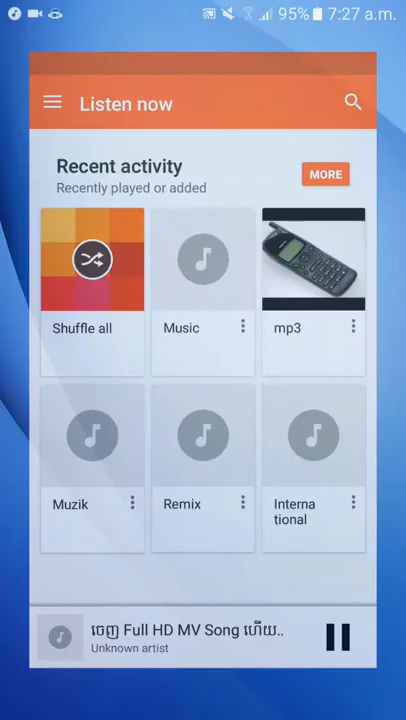 95% 7:27 a.m.
Listen now
Recent activity
MORE
Recently played or added
Shuffle all
Music
mp3
Muzik
Remix
Interna
tional
ចេញ Full HD MV Song ហើយ..
Unknown artist